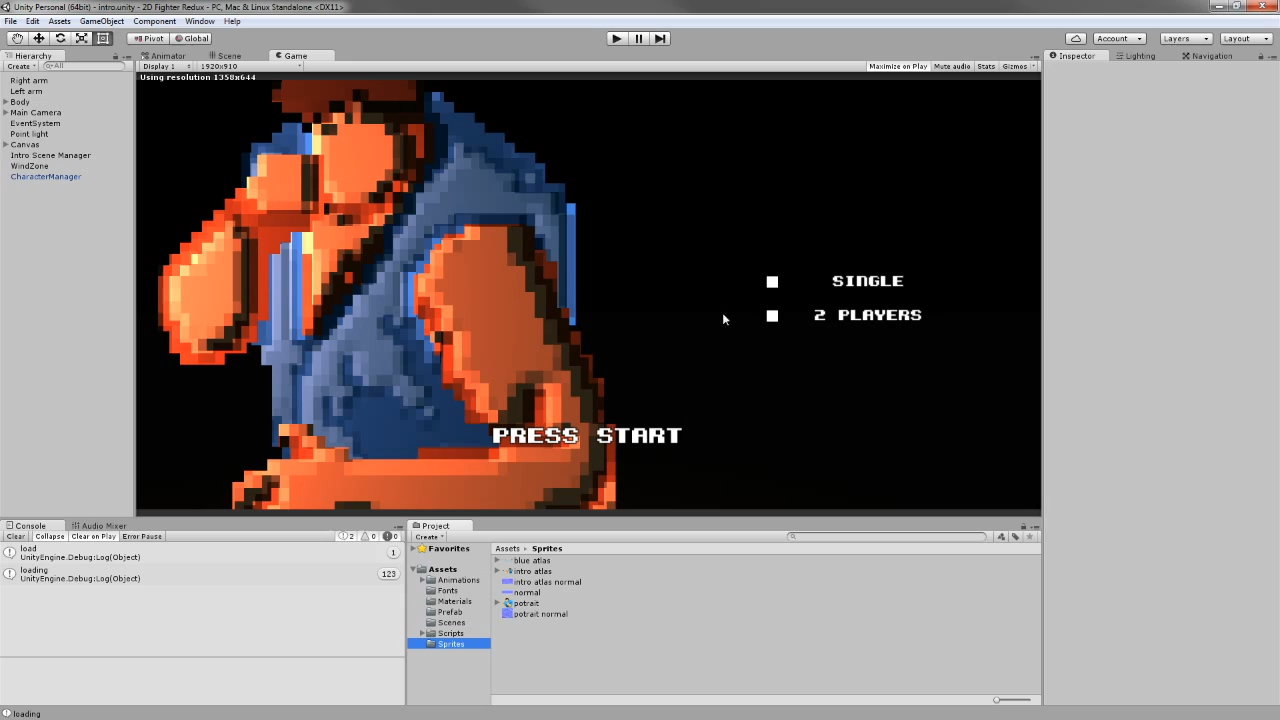 Unity Personal (64bit) - intro.unity - 2D Fighter Redux - PC, Mac & Linux Standalone <DX11>
File Edit Assets GameObject Component Window Help
Pivot Global Account Layers Layout
Hierarchy Animator Scene Game Inspector Lighting Navigation
Create All Display 1 1920x910 Maximize on Play Mute audio Stats Gizmos
Using resolution 1358x644
Right arm
Left arm
Body
Main Camera
EventSystem
Point light
Canvas
Intro Scene Manager
WindZone
CharacterManager
SINGLE
2 PLAYERS
PRESS START
Console Audio Mixer
Clear Collapse Clear on Play Error Pause 2 0 0
load
UnityEngine.Debug:Log(Object) 1
loading
UnityEngine.Debug:Log(Object) 123
Project
Create
Favorites
Assets
Animations
Fonts
Materials
Prefab
Scenes
Scripts
Sprites
Assets Sprites
blue atlas
intro atlas
intro atlas normal
normal
potrait
potrait normal
loading